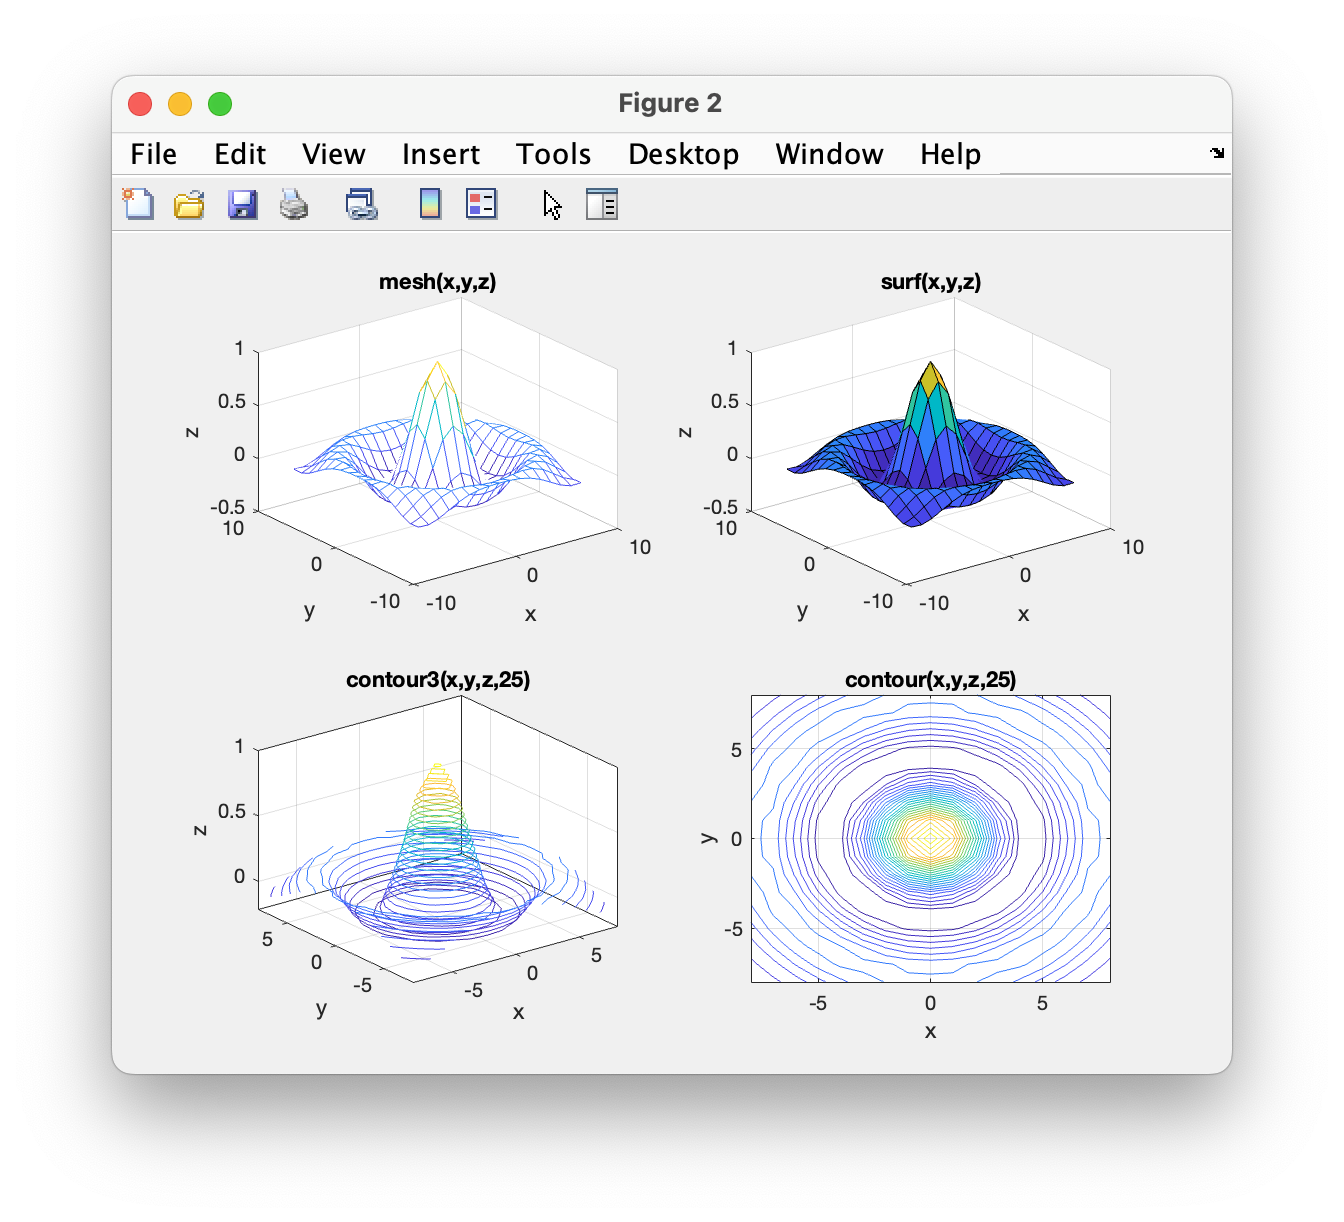 Figure 2
File Edit View Insert Tools Desktop Window Help
mesh(x,y,z)
1
0.5
0
-0.5
z
10
0
-10
y
-10
0
10
x
surf(x,y,z)
1
0.5
0
-0.5
z
10
0
-10
y
-10
0
10
x
contour3(x,y,z,25)
1
0.5
0
z
5
0
-5
y
-5
0
5
x
contour(x,y,z,25)
5
0
-5
y
-5
0
5
x